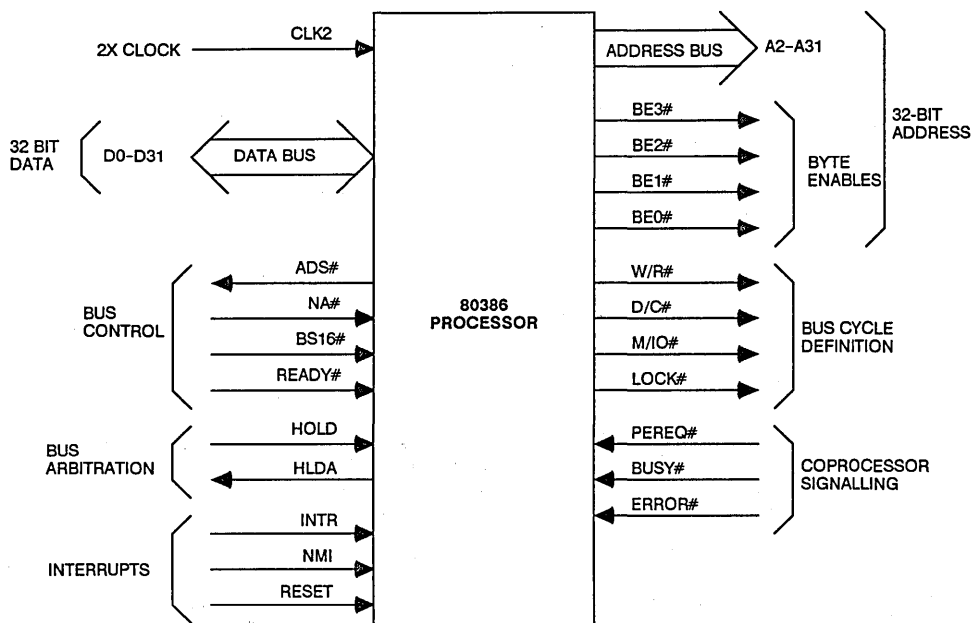 CLK2
2X CLOCK
ADDRESS BUS
A2-A31
32 BIT
DATA
D0-D31
DATA BUS
BE3#
BE2#
BE1#
BE0#
BYTE
ENABLES
32-BIT
ADDRESS
BUS
CONTROL
ADS#
NA#
BS16#
READY#
80386
PROCESSOR
W/R#
D/C#
M/IO#
LOCK#
BUS CYCLE
DEFINITION
BUS
ARBITRATION
HOLD
HLDA
PEREQ#
BUSY#
ERROR#
COPROCESSOR
SIGNALLING
INTERRUPTS
INTR
NMI
RESET